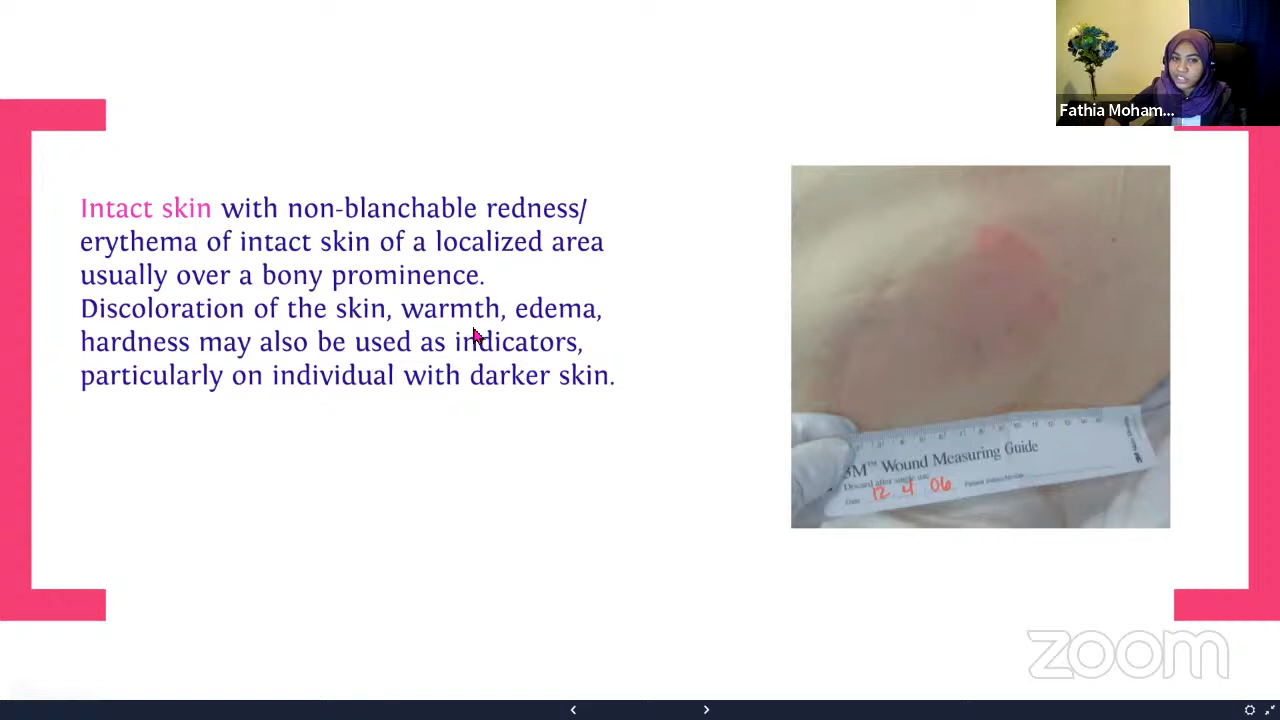 Fathia Moham...
Intact skin with non-blanchable redness/
erythema of intact skin of a localized area
usually over a bony prominence.
Discoloration of the skin, warmth, edema,
hardness may also be used as indicators,
particularly on individual with darker skin.
3M™ Wound Measuring Guide
Discard after single use
Date 12 4 06
zoom